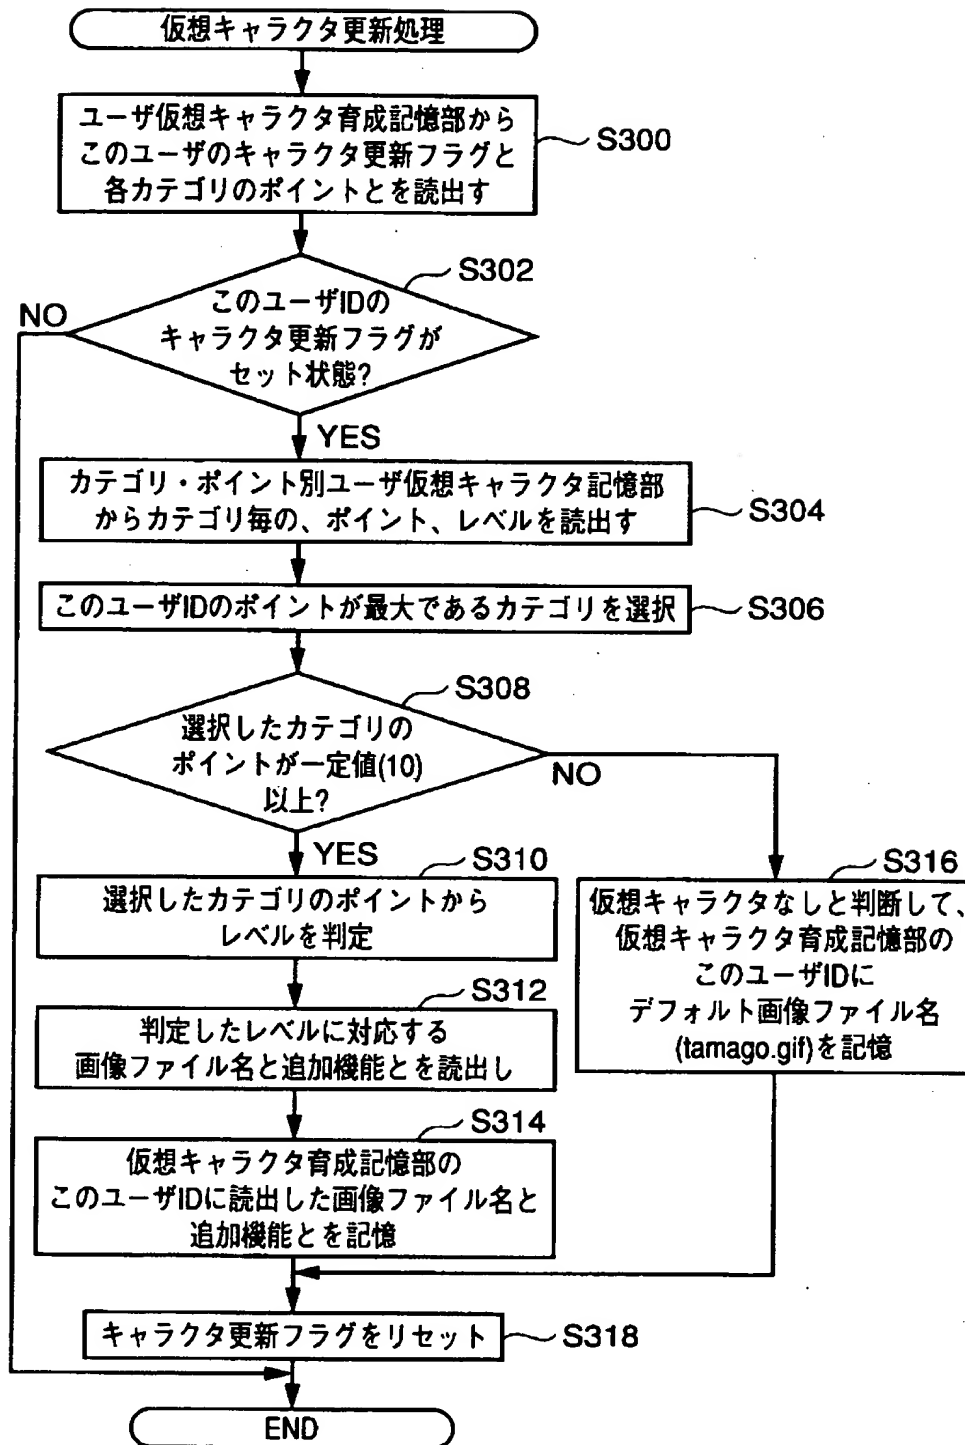 仮想キャラクタ更新処理
ユーザ仮想キャラクタ育成記憶部から
このユーザのキャラクタ更新フラグと
各カテゴリのポイントとを読出す
S300
S302
このユーザIDの
キャラクタ更新フラグが
セット状態?
NO
YES
カテゴリ・ポイント別ユーザ仮想キャラクタ記憶部
からカテゴリ毎の、ポイント、レベルを読出す
S304
このユーザIDのポイントが最大であるカテゴリを選択
S306
S308
選択したカテゴリの
ポイントが一定値(10)
以上?
NO
YES
S310
選択したカテゴリのポイントから
レベルを判定
S316
仮想キャラクタなしと判断して、
仮想キャラクタ育成記憶部の
このユーザIDに
デフォルト画像ファイル名
(tamago.gif)を記憶
S312
判定したレベルに対応する
画像ファイル名と追加機能とを読出し
S314
仮想キャラクタ育成記憶部の
このユーザIDに読出した画像ファイル名と
追加機能とを記憶
キャラクタ更新フラグをリセット
S318
END